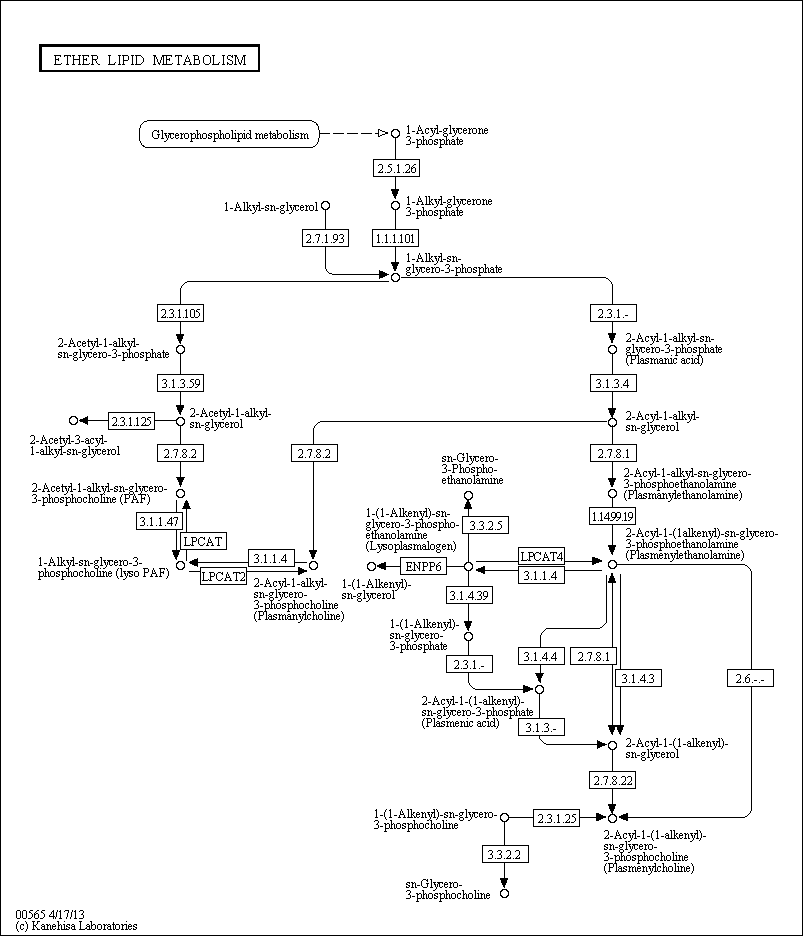 ETHER LIPID METABOLISM
Glycerophospholipid metabolism
1-Acyl-glycerone
3-phosphate
2.5.1.26
1-Alkyl-sn-glycerol
1-Alkyl-glycerone
3-phosphate
2.7.1.93
1.1.1.101
1-Alkyl-sn-
glycero-3-phosphate
2.3.1.105
2.3.1.-
2-Acetyl-1-alkyl-
sn-glycero-3-phosphate
2-Acyl-1-alkyl-sn-
glycero-3-phosphate
(Plasmanic acid)
3.1.3.59
3.1.3.4
2.3.1.125
2-Acetyl-1-alkyl-
sn-glycerol
2-Acyl-1-alkyl-
sn-glycerol
2-Acetyl-3-acyl-
1-alkyl-sn-glycerol
2.7.8.2
2.7.8.2
2.7.8.1
sn-Glycero-
3-Phospho-
ethanolamine
2-Acetyl-1-alkyl-sn-glycero-
3-phosphocholine (PAF)
2-Acyl-1-alkyl-sn-glycero-
3-phosphoethanolamine
(Plasmanylethanolamine)
3.1.1.47
LPCAT
1-(1-Alkenyl)-sn-
glycero-3-phospho-
ethanolamine
(Lysoplasmalogen)
3.3.2.5
1.14.99.19
2-Acyl-1-(1alkenyl)-sn-glycero-
3-phosphoethanolamine
(Plasmenylethanolamine)
1-Alkyl-sn-glycero-3-
phosphocholine (lyso PAF)
3.1.1.4
LPCAT2
2-Acyl-1-alkyl-
sn-glycero-
3-phosphocholine
(Plasmanylcholine)
ENPP6
LPCAT4
3.1.1.4
1-(1-Alkenyl)-
sn-glycerol
3.1.4.39
1-(1-Alkenyl)-
sn-glycero-
3-phosphate
2.3.1.-
3.1.4.4
2.7.8.1
3.1.4.3
2.6.-.-
2-Acyl-1-(1-alkenyl)-
sn-glycero-3-phosphate
(Plasmenic acid)
3.1.3.-
2-Acyl-1-(1-alkenyl)-
sn-glycerol
2.7.8.22
1-(1-Alkenyl)-sn-glycero-
3-phosphocholine
2.3.1.25
2-Acyl-1-(1-alkenyl)-
sn-glycero-
3-phosphocholine
(Plasmenylcholine)
3.3.2.2
sn-Glycero-
3-phosphocholine
00565 4/17/13
(c) Kanehisa Laboratories